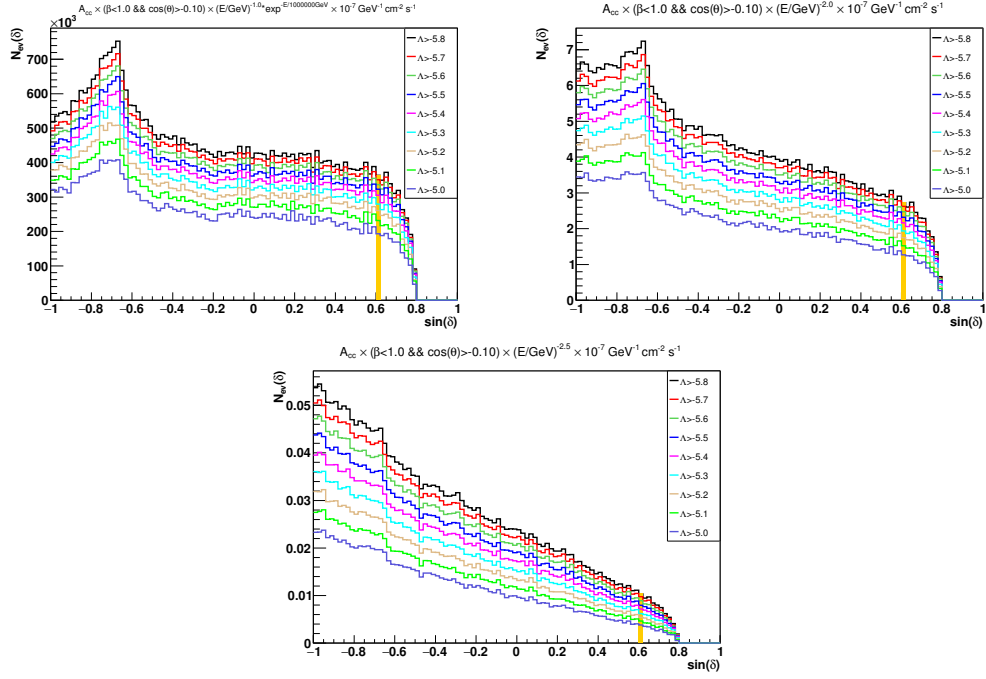 A_cc × (β<1.0 && cos(θ)>-0.10) × (E/GeV)^-1.0*exp^-E/1000000GeV × 10^-7 GeV^-1 cm^-2 s^-1
×10³
N_ev(δ)
700
600
500
400
300
200
100
0
−1 −0.8 −0.6 −0.4 −0.2 0 0.2 0.4 0.6 0.8 1
sin(δ)
Λ>-5.8
Λ>-5.7
Λ>-5.6
Λ>-5.5
Λ>-5.4
Λ>-5.3
Λ>-5.2
Λ>-5.1
Λ>-5.0
A_cc × (β<1.0 && cos(θ)>-0.10) × (E/GeV)^-2.0 × 10^-7 GeV^-1 cm^-2 s^-1
N_ev(δ)
7
6
5
4
3
2
1
0
−1 −0.8 −0.6 −0.4 −0.2 0 0.2 0.4 0.6 0.8 1
sin(δ)
Λ>-5.8
Λ>-5.7
Λ>-5.6
Λ>-5.5
Λ>-5.4
Λ>-5.3
Λ>-5.2
Λ>-5.1
Λ>-5.0
A_cc × (β<1.0 && cos(θ)>-0.10) × (E/GeV)^-2.5 × 10^-7 GeV^-1 cm^-2 s^-1
N_ev(δ)
0.05
0.04
0.03
0.02
0.01
0
−1 −0.8 −0.6 −0.4 −0.2 0 0.2 0.4 0.6 0.8 1
sin(δ)
Λ>-5.8
Λ>-5.7
Λ>-5.6
Λ>-5.5
Λ>-5.4
Λ>-5.3
Λ>-5.2
Λ>-5.1
Λ>-5.0